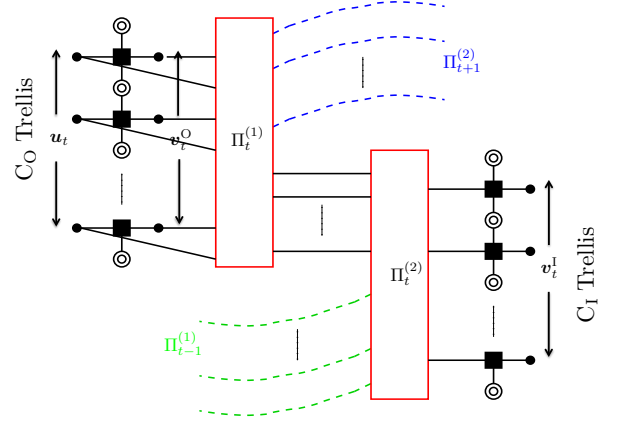 C_O Trellis
u_t
v_t^O
Π_t^(1)
Π_{t+1}^(2)
Π_t^(2)
Π_{t-1}^(1)
v_t^I
C_I Trellis